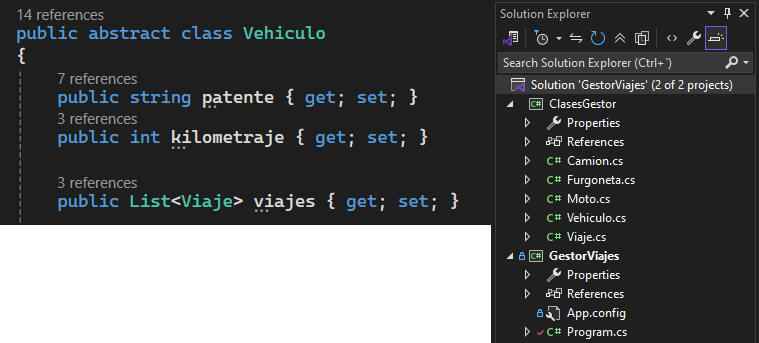 14 references
public abstract class Vehiculo
{
7 references
public string patente { get; set; }
3 references
public int kilometraje { get; set; }
3 references
public List<Viaje> viajes { get; set; }
Solution Explorer
Search Solution Explorer (Ctrl+´)
Solution 'GestorViajes' (2 of 2 projects)
C# ClasesGestor
Properties
References
C# Camion.cs
C# Furgoneta.cs
C# Moto.cs
C# Vehiculo.cs
C# Viaje.cs
C# GestorViajes
Properties
References
App.config
C# Program.cs